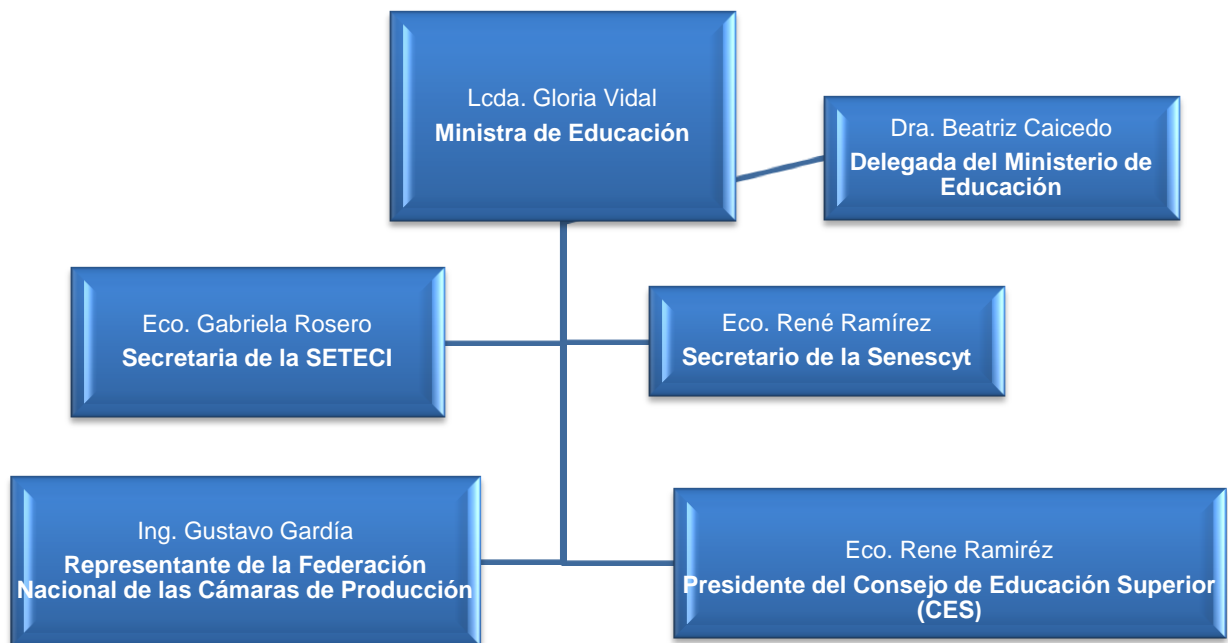 Lcda. Gloria Vidal
Ministra de Educación
Dra. Beatriz Caicedo
Delegada del Ministerio de
Educación
Eco. Gabriela Rosero
Secretaria de la SETECI
Eco. René Ramírez
Secretario de la Senescyt
Ing. Gustavo Gardía
Representante de la Federación
Nacional de las Cámaras de Producción
Eco. Rene Ramiréz
Presidente del Consejo de Educación Superior
(CES)